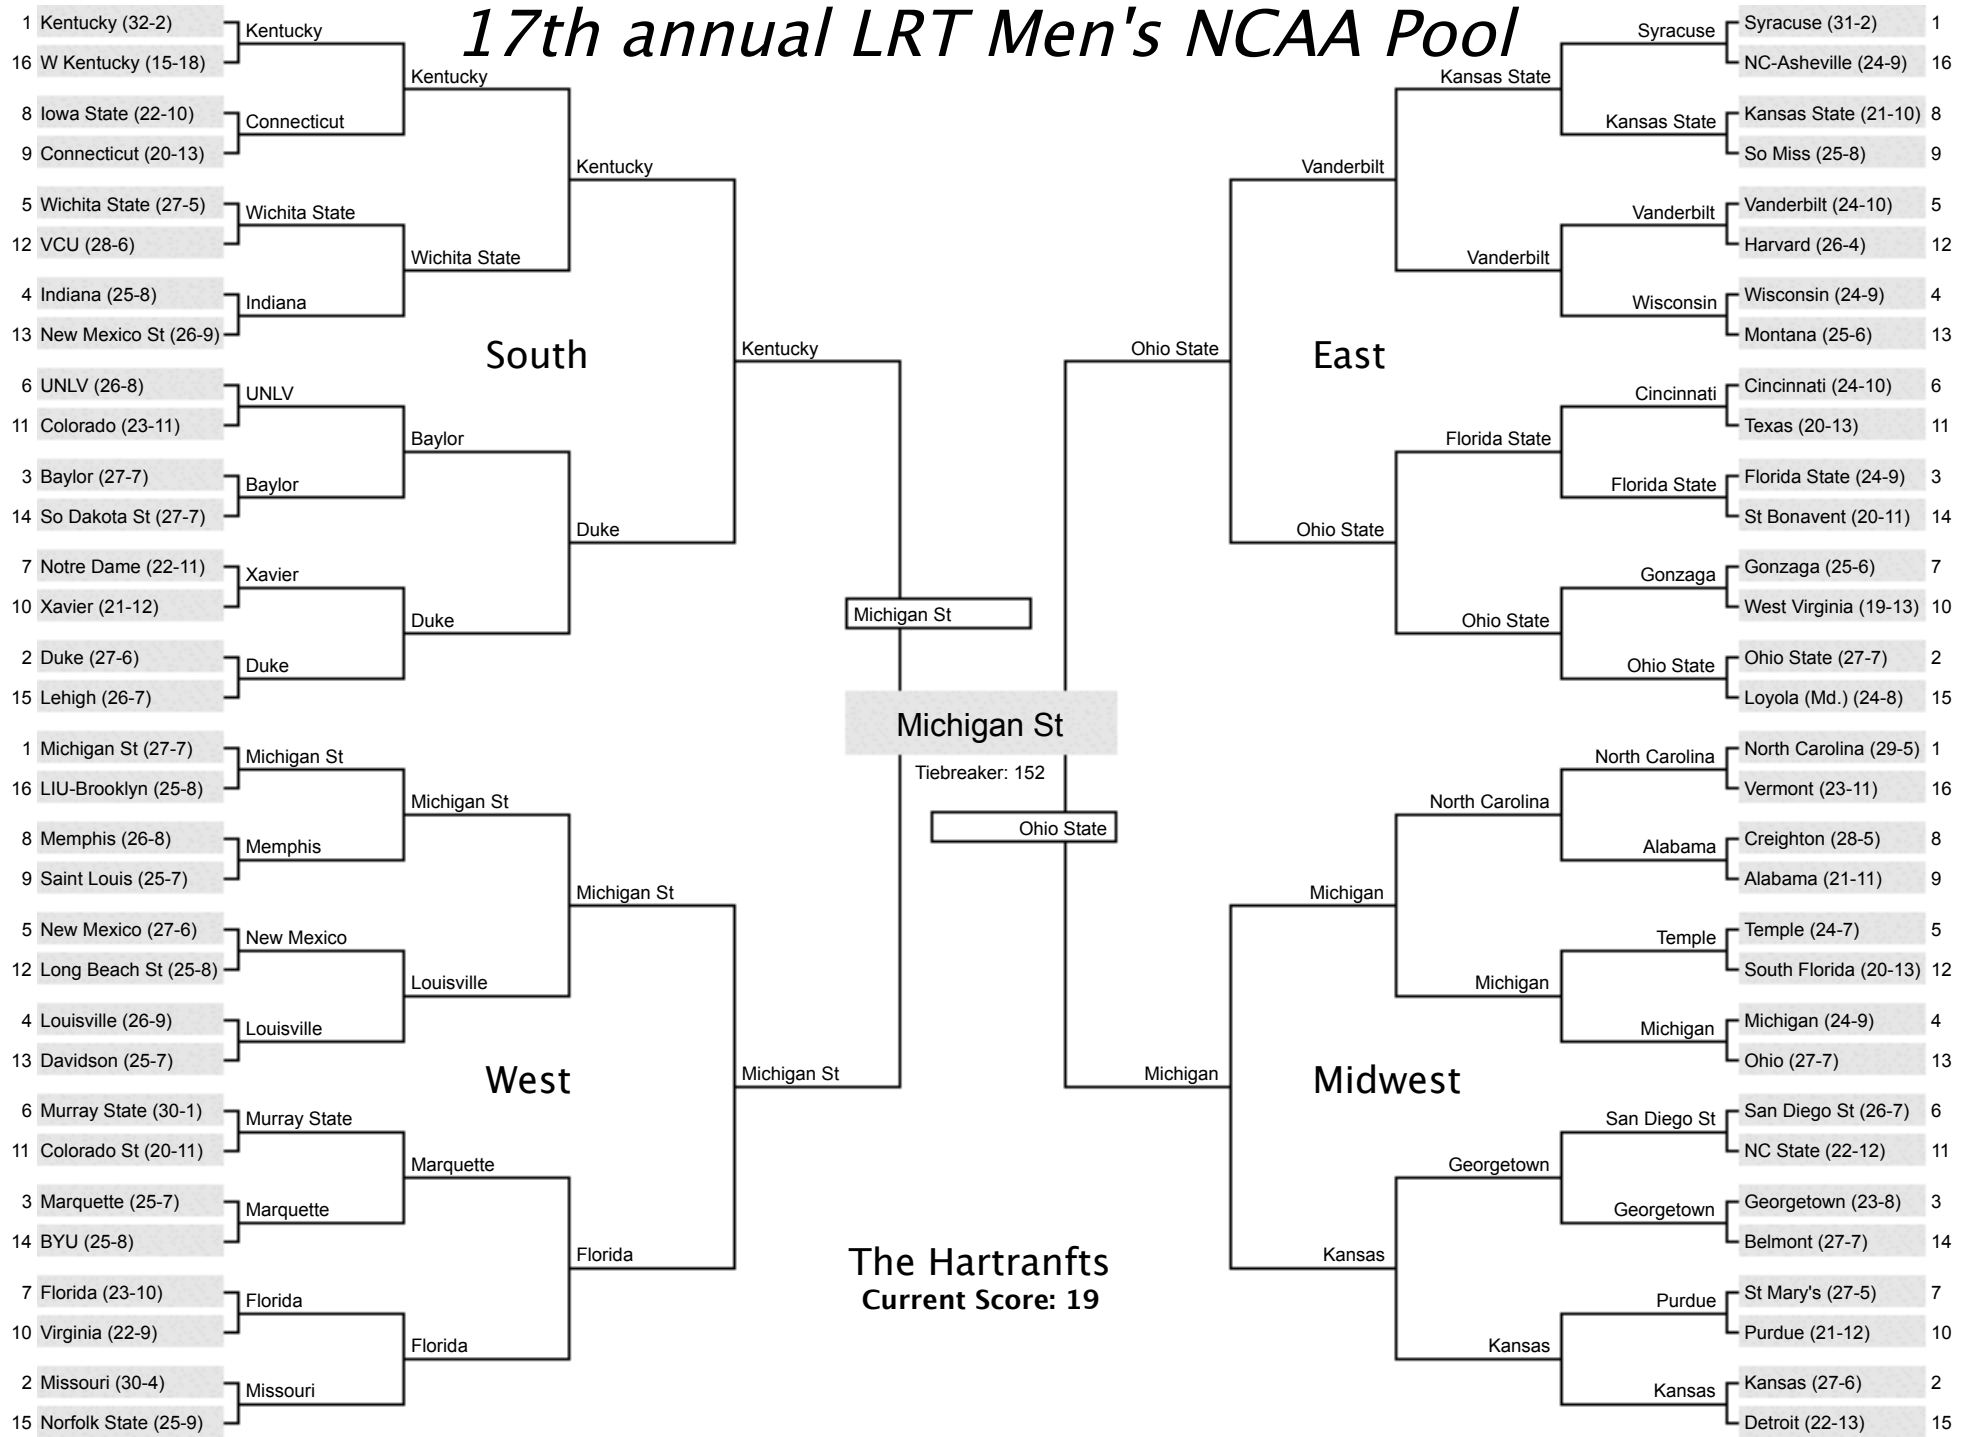 17th annual LRT Men's NCAA Pool
1 Kentucky (32-2)
16 W Kentucky (15-18)
8 Iowa State (22-10)
9 Connecticut (20-13)
5 Wichita State (27-5)
12 VCU (28-6)
4 Indiana (25-8)
13 New Mexico St (26-9)
6 UNLV (26-8)
11 Colorado (23-11)
3 Baylor (27-7)
14 So Dakota St (27-7)
7 Notre Dame (22-11)
10 Xavier (21-12)
2 Duke (27-6)
15 Lehigh (26-7)
Kentucky
Connecticut
Wichita State
Indiana
UNLV
Baylor
Xavier
Duke
Kentucky
Wichita State
Baylor
Duke
Kentucky
Duke
Kentucky
South
1 Michigan St (27-7)
16 LIU-Brooklyn (25-8)
8 Memphis (26-8)
9 Saint Louis (25-7)
5 New Mexico (27-6)
12 Long Beach St (25-8)
4 Louisville (26-9)
13 Davidson (25-7)
6 Murray State (30-1)
11 Colorado St (20-11)
3 Marquette (25-7)
14 BYU (25-8)
7 Florida (23-10)
10 Virginia (22-9)
2 Missouri (30-4)
15 Norfolk State (25-9)
Michigan St
Memphis
New Mexico
Louisville
Murray State
Marquette
Florida
Missouri
Michigan St
Louisville
Marquette
Florida
Michigan St
Florida
Michigan St
West
Michigan St
Michigan St
Tiebreaker: 152
Ohio State
The Hartranfts
Current Score: 19
Syracuse (31-2) 1
NC-Asheville (24-9) 16
Kansas State (21-10) 8
So Miss (25-8) 9
Vanderbilt (24-10) 5
Harvard (26-4) 12
Wisconsin (24-9) 4
Montana (25-6) 13
Cincinnati (24-10) 6
Texas (20-13) 11
Florida State (24-9) 3
St Bonavent (20-11) 14
Gonzaga (25-6) 7
West Virginia (19-13) 10
Ohio State (27-7) 2
Loyola (Md.) (24-8) 15
Syracuse
Kansas State
Vanderbilt
Wisconsin
Cincinnati
Florida State
Gonzaga
Ohio State
Kansas State
Vanderbilt
Florida State
Ohio State
Vanderbilt
Ohio State
Ohio State
East
North Carolina (29-5) 1
Vermont (23-11) 16
Creighton (28-5) 8
Alabama (21-11) 9
Temple (24-7) 5
South Florida (20-13) 12
Michigan (24-9) 4
Ohio (27-7) 13
San Diego St (26-7) 6
NC State (22-12) 11
Georgetown (23-8) 3
Belmont (27-7) 14
St Mary's (27-5) 7
Purdue (21-12) 10
Kansas (27-6) 2
Detroit (22-13) 15
North Carolina
Alabama
Temple
Michigan
San Diego St
Georgetown
Purdue
Kansas
North Carolina
Michigan
Georgetown
Kansas
Michigan
Kansas
Michigan
Midwest